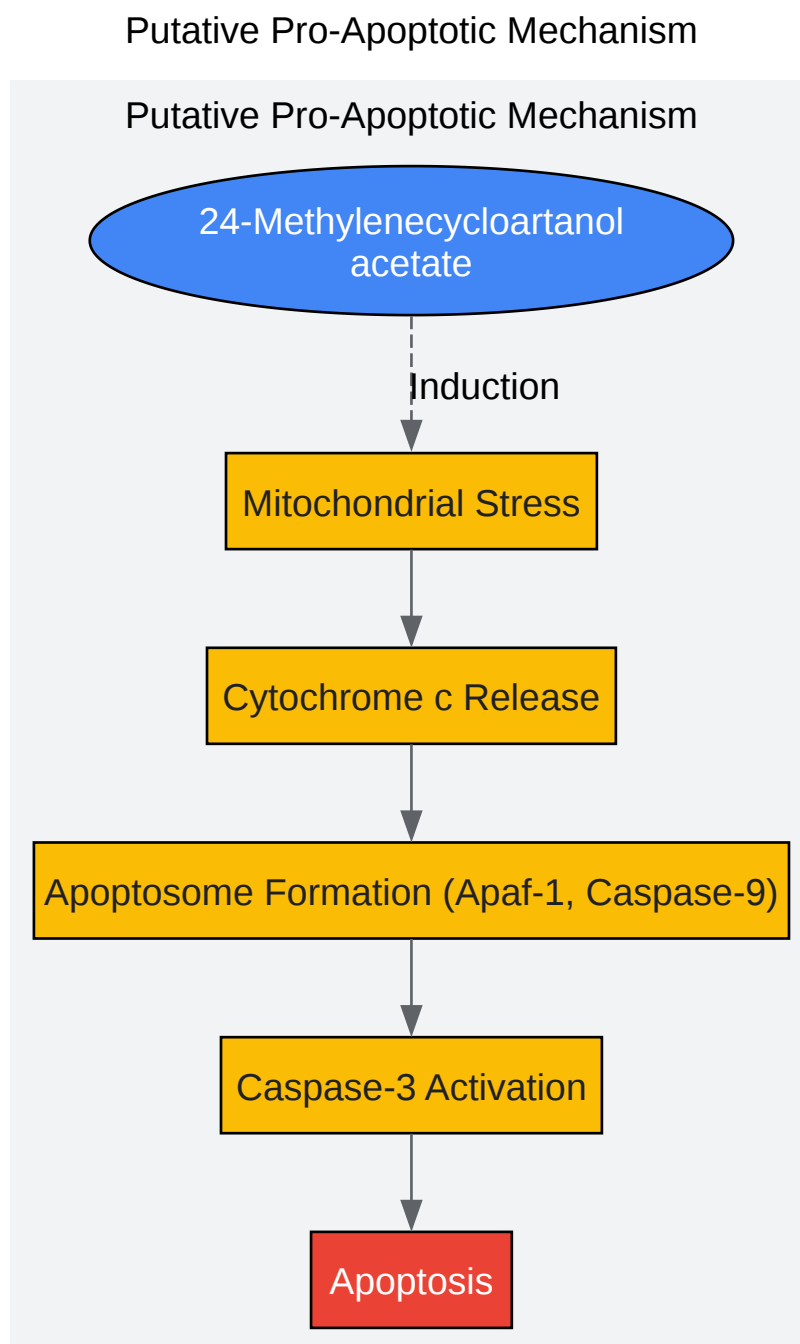 Putative Pro-Apoptotic Mechanism
Putative Pro-Apoptotic Mechanism
24-Methylenecycloartanol
acetate
Induction
Mitochondrial Stress
Cytochrome c Release
Apoptosome Formation (Apaf-1, Caspase-9)
Caspase-3 Activation
Apoptosis